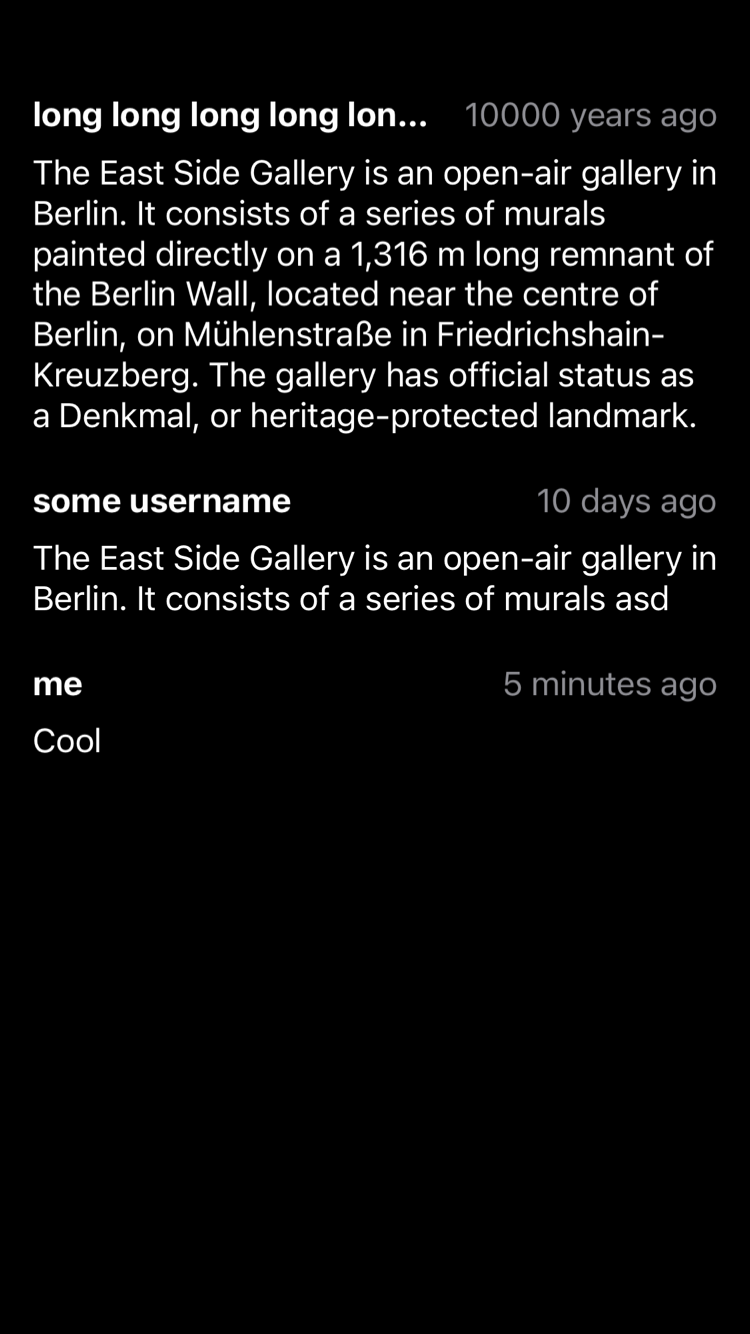 long long long long lon... 10000 years ago
The East Side Gallery is an open-air gallery in
Berlin. It consists of a series of murals
painted directly on a 1,316 m long remnant of
the Berlin Wall, located near the centre of
Berlin, on Mühlenstraße in Friedrichshain-
Kreuzberg. The gallery has official status as
a Denkmal, or heritage-protected landmark.
some username 10 days ago
The East Side Gallery is an open-air gallery in
Berlin. It consists of a series of murals asd
me 5 minutes ago
Cool